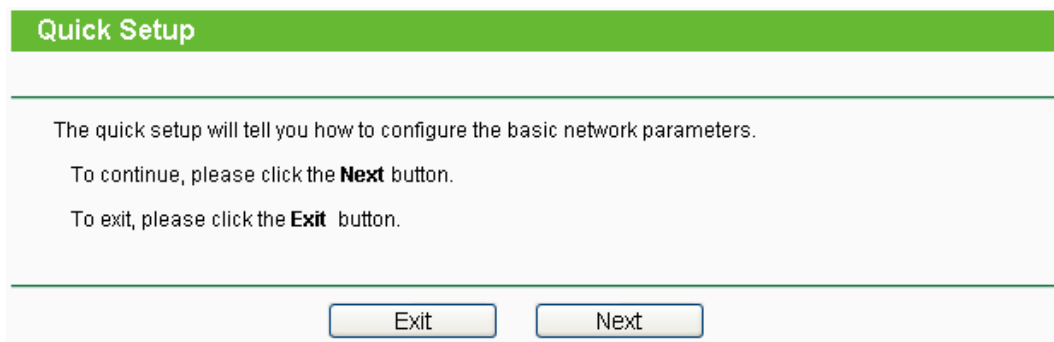 Quick Setup
The quick setup will tell you how to configure the basic network parameters.
To continue, please click the Next button.
To exit, please click the Exit button.
Exit Next